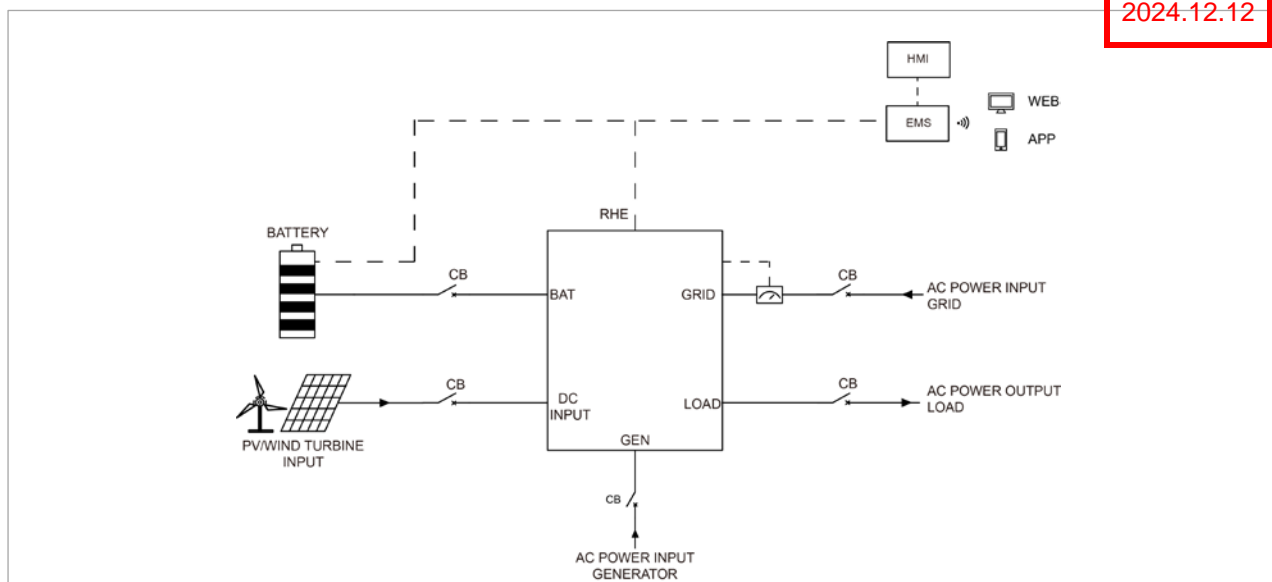 2024.12.12
HMI
EMS
WEB
APP
RHE
BATTERY
CB
BAT
GRID
CB
AC POWER INPUT
GRID
CB
DC
INPUT
LOAD
CB
AC POWER OUTPUT
LOAD
PV/WIND TURBINE
INPUT
GEN
CB
AC POWER INPUT
GENERATOR